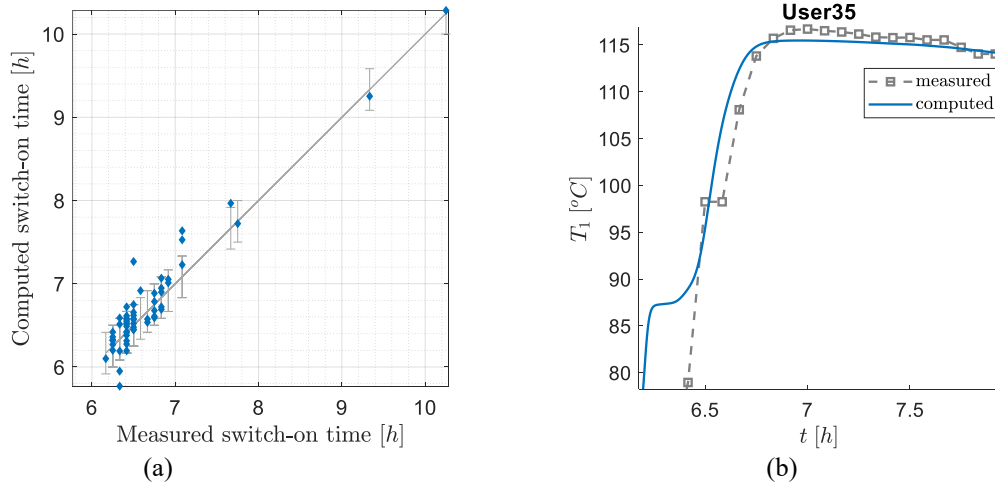 10
9
8
7
6
Computed switch-on time [h]
6 7 8 9 10
Measured switch-on time [h]
(a)
User35
115
110
105
100
95
90
85
80
T₁ [°C]
measured
computed
6.5 7 7.5
t [h]
(b)